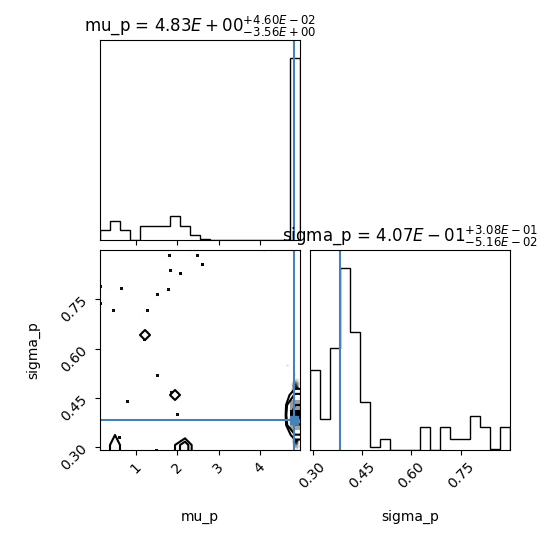 mu_p = 4.83E + 00+4.60E − 02
−3.56E + 00
sigma_p = 4.07E − 01+3.08E − 01
−5.16E − 02
sigma_p
0.75
0.60
0.45
0.30
1
2
3
4
mu_p
0.30
0.45
0.60
0.75
sigma_p